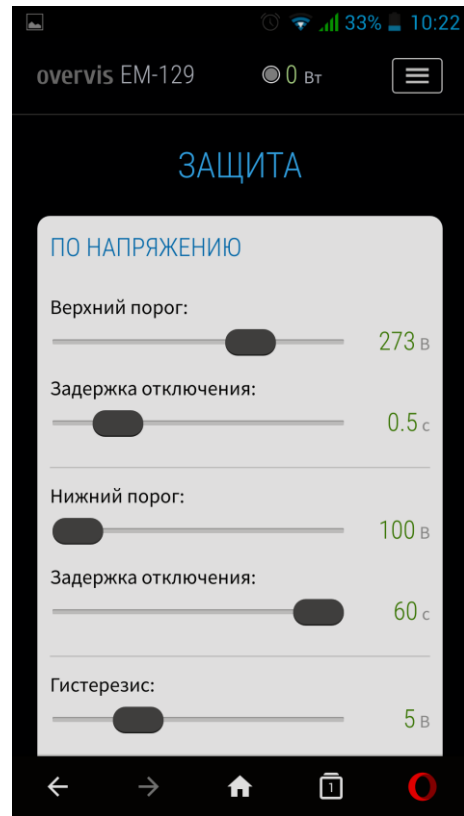 33% 10:22
overvis EM-129 0 Вт
ЗАЩИТА
ПО НАПРЯЖЕНИЮ
Верхний порог:
273 В
Задержка отключения:
0.5 с
Нижний порог:
100 В
Задержка отключения:
60 с
Гистерезис:
5 В
1